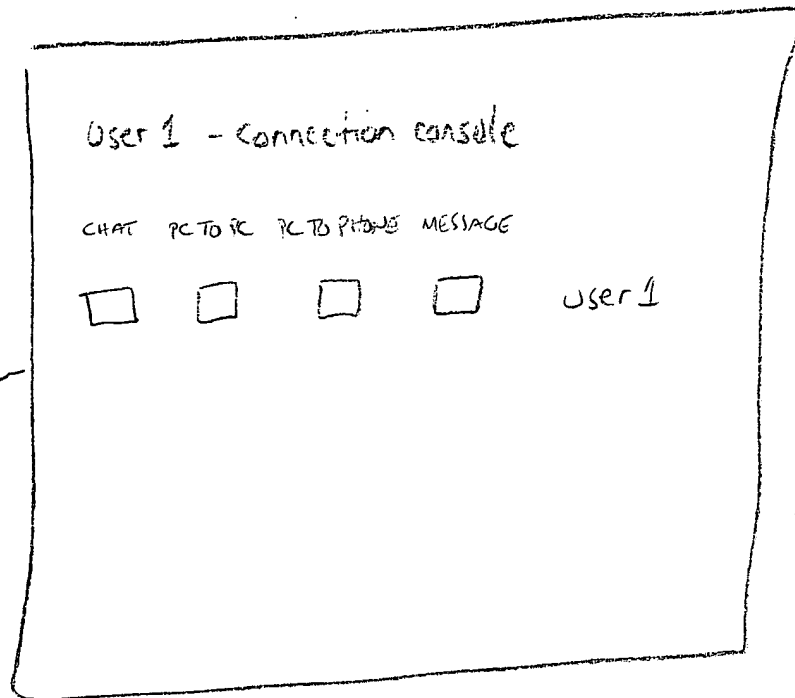 User 1 - Connection console
CHAT PC TO PC PC TO PHONE MESSAGE
User 1